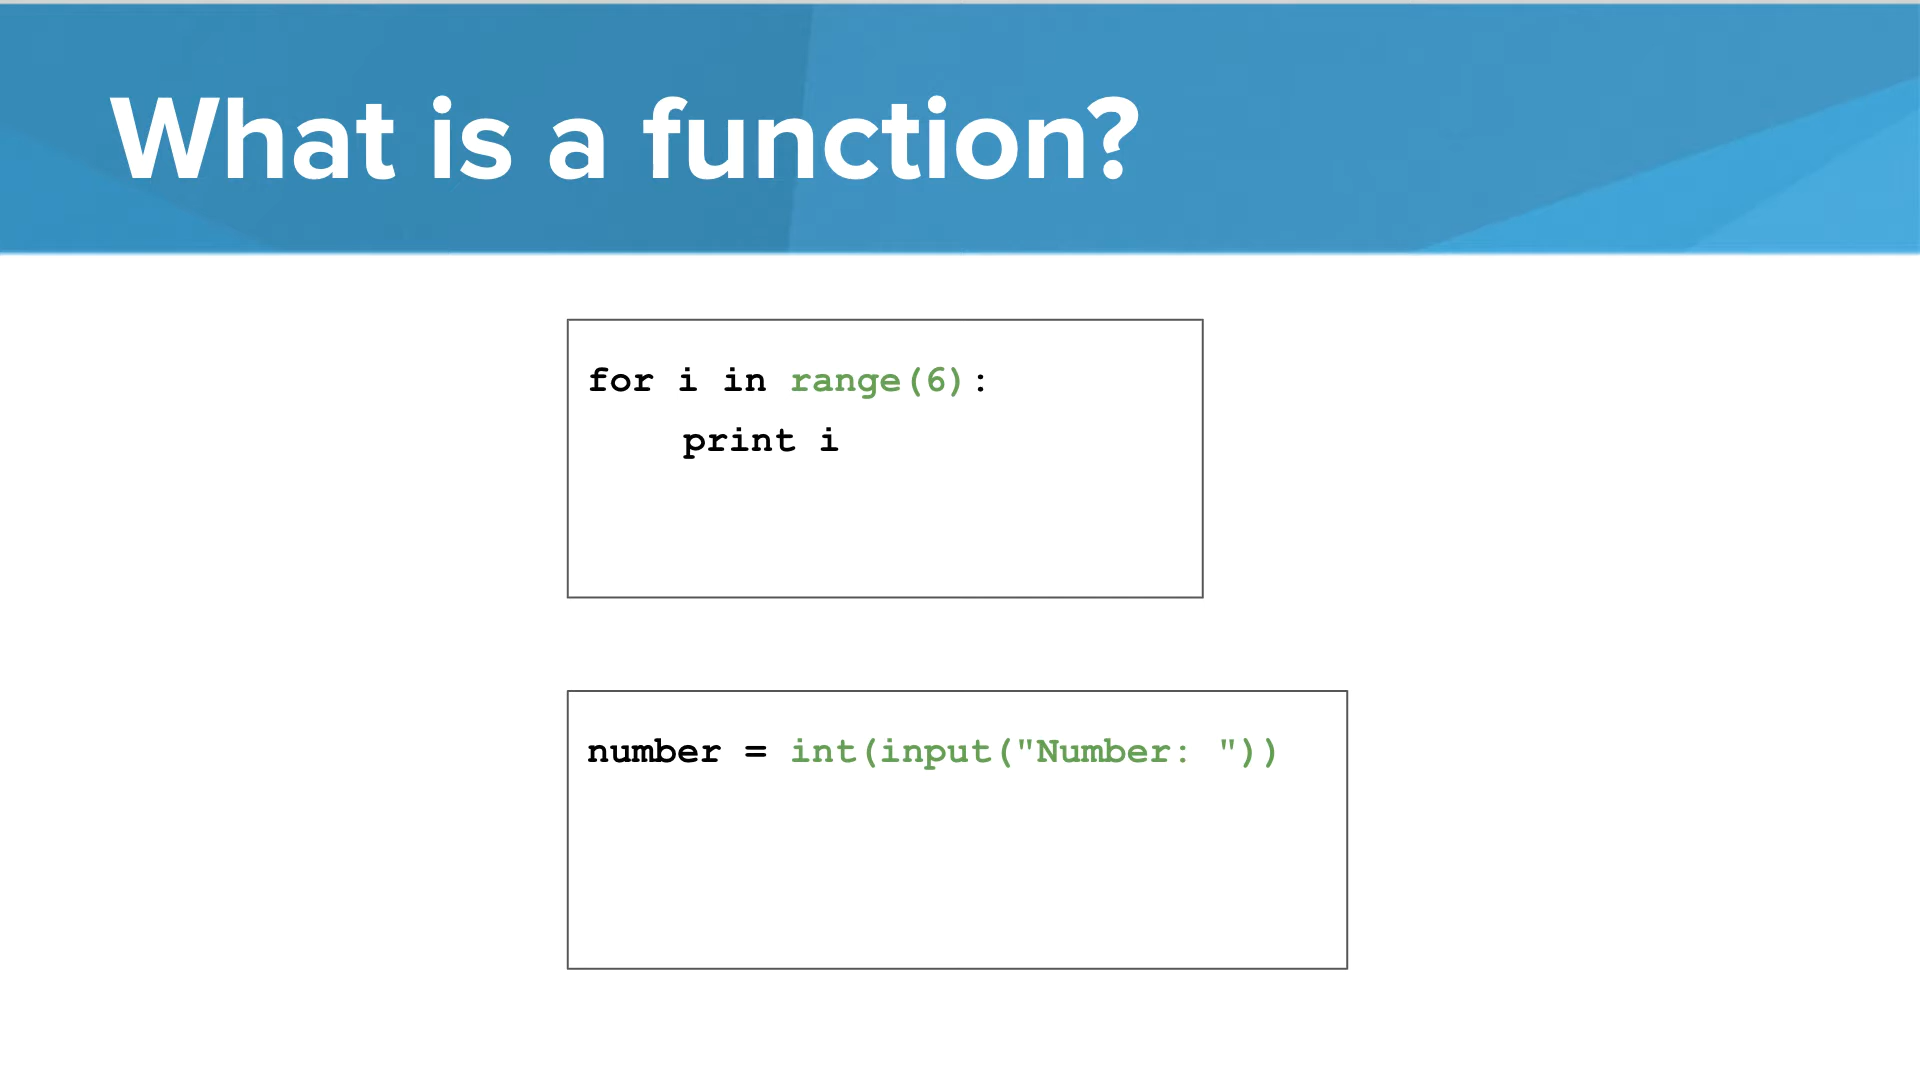 What is a function?
for i in range(6):
    print i
number = int(input("Number: "))